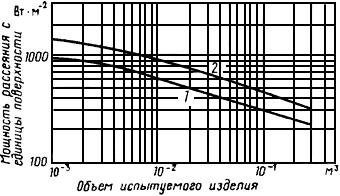 Вт·м⁻²
Мощность рассеяния с
единицы поверхности
1000
100
2
1
10⁻³
10⁻²
10⁻¹
м³
Объем испытуемого изделия